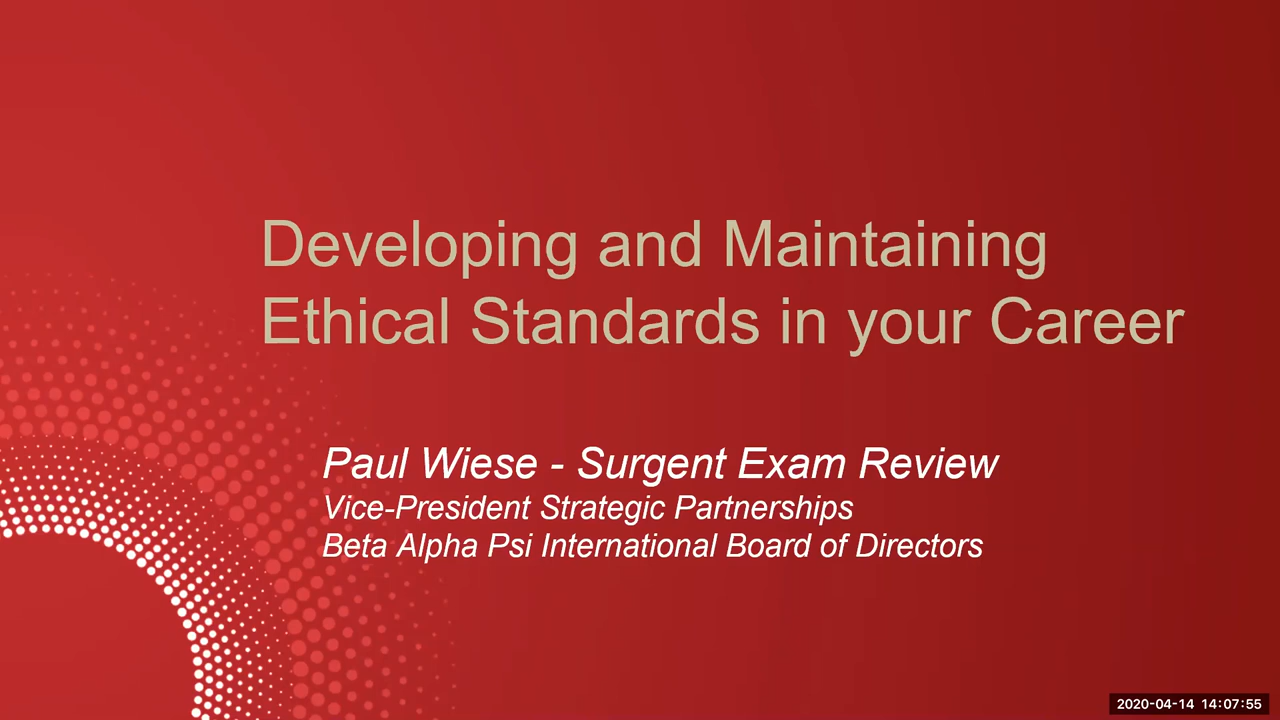 Developing and Maintaining
Ethical Standards in your Career
Paul Wiese - Surgent Exam Review
Vice-President Strategic Partnerships
Beta Alpha Psi International Board of Directors
2020-04-14 14:07:55